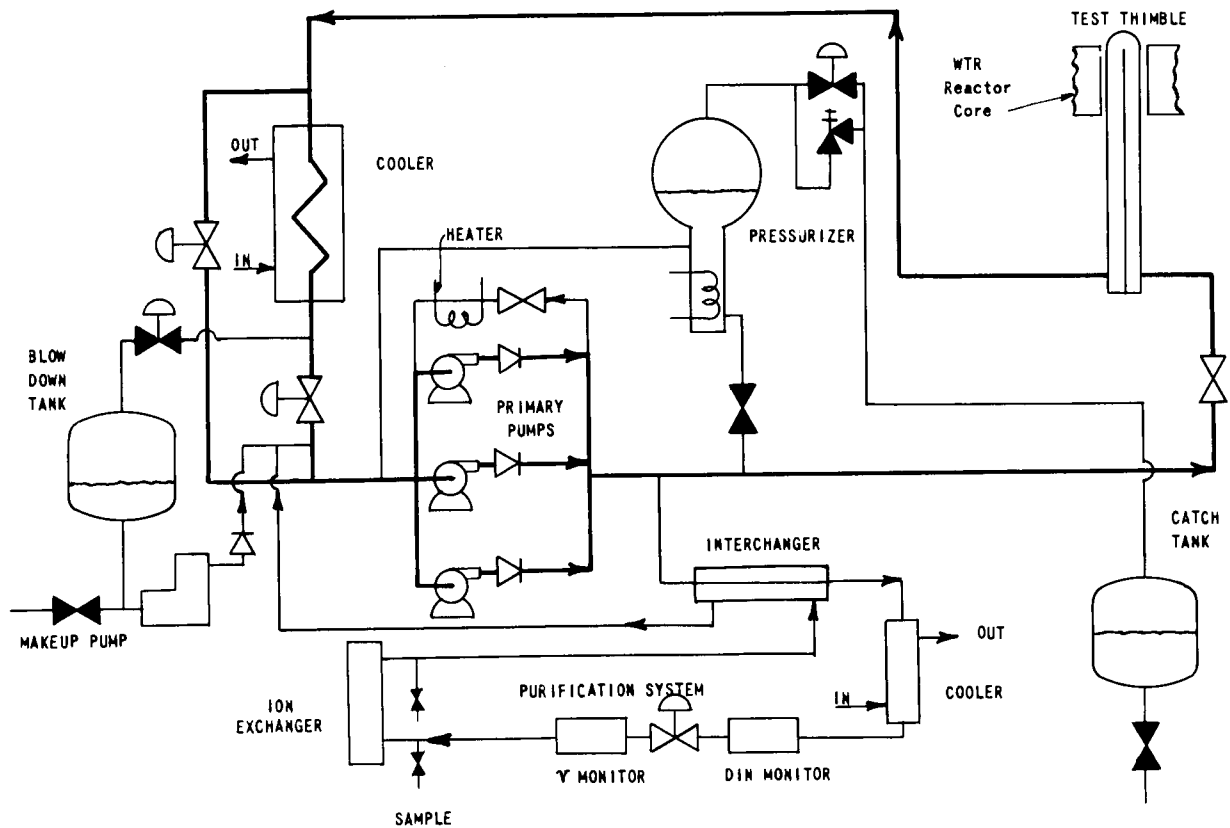 TEST THIMBLE
WTR
Reactor
Core
OUT
COOLER
IN
HEATER
PRESSURIZER
BLOW
DOWN
TANK
PRIMARY
PUMPS
CATCH
TANK
INTERCHANGER
MAKEUP PUMP
OUT
COOLER
IN
ION
EXCHANGER
PURIFICATION SYSTEM
γ MONITOR
DIN MONITOR
SAMPLE